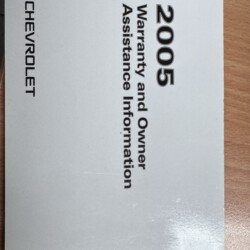 2005
Warranty and Owner
Assistance Information
CHEVROLET